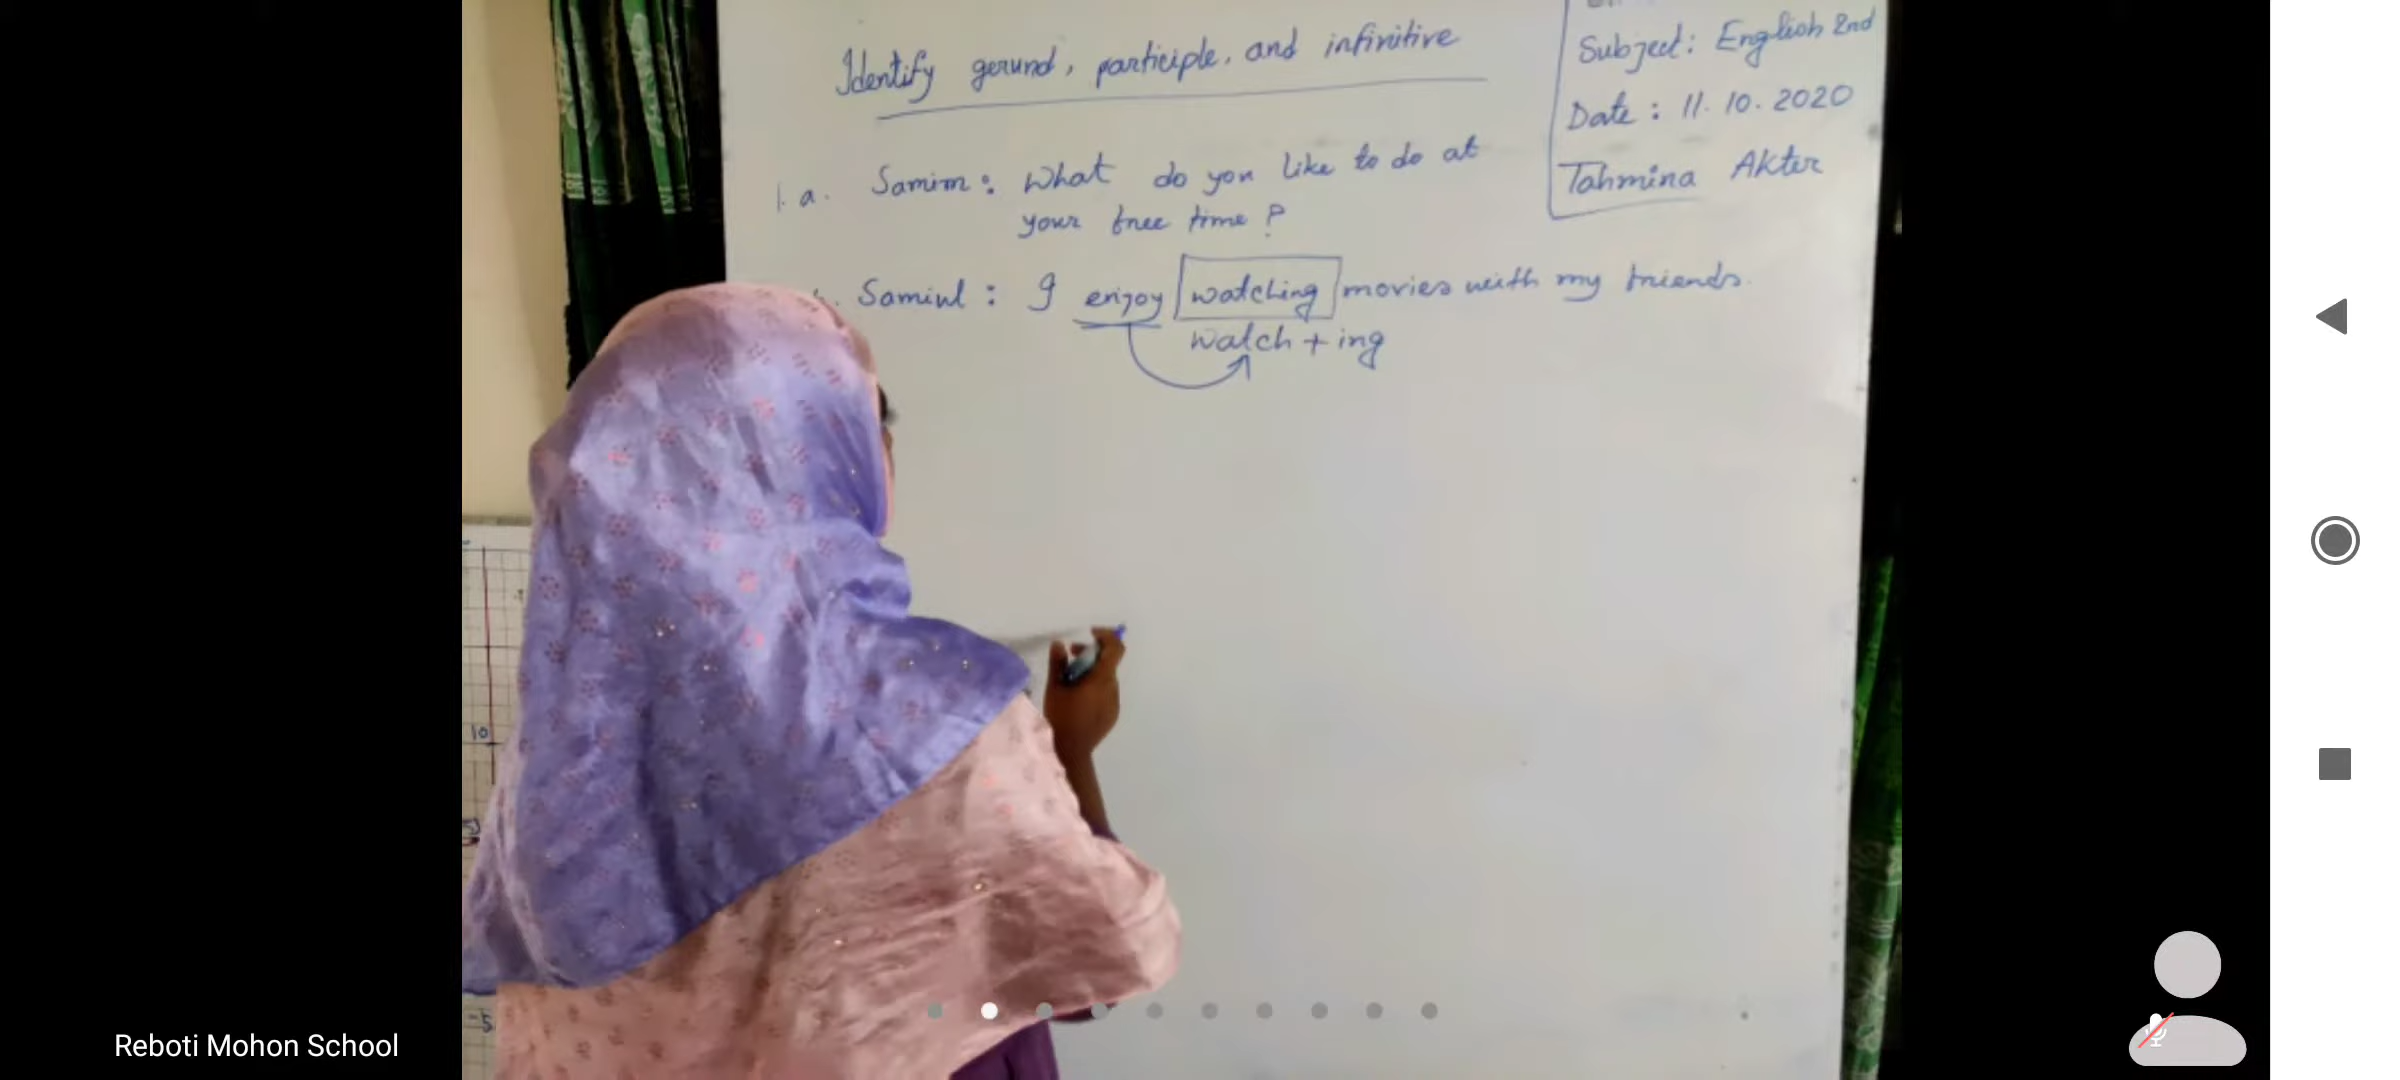 Identify gerund, participle, and infinitive
Subject: English 2nd
Date: 11.10.2020
Tahmina Akter
1. a. Samim: What do you like to do at
your free time?
Samiul: I enjoy watching movies with my friends.
watch + ing
10
-5
Reboti Mohon School